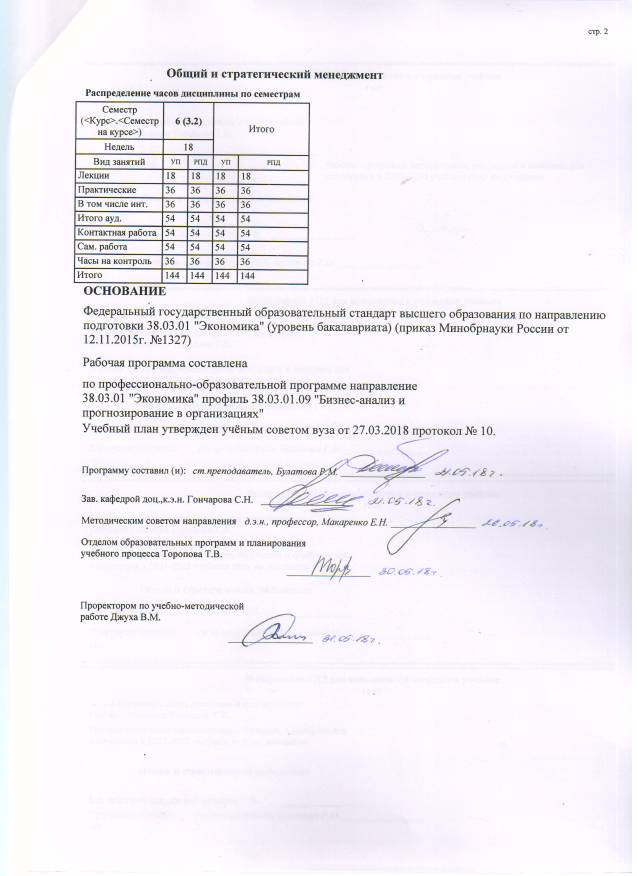 стр. 2
Общий и стратегический менеджмент
Распределение часов дисциплины по семестрам
Семестр (<Курс>.<Семестр на курсе>) 6 (3.2) Итого
Недель 18
Вид занятий УП РПД УП РПД
Лекции 18 18 18 18
Практические 36 36 36 36
В том числе инт. 36 36 36 36
Итого ауд. 54 54 54 54
Контактная работа 54 54 54 54
Сам. работа 54 54 54 54
Часы на контроль 36 36 36 36
Итого 144 144 144 144
ОСНОВАНИЕ
Федеральный государственный образовательный стандарт высшего образования по направлению
подготовки 38.03.01 "Экономика" (уровень бакалавриата) (приказ Минобрнауки России от
12.11.2015г. №1327)
Рабочая программа составлена
по профессионально-образовательной программе направление
38.03.01 "Экономика" профиль 38.03.01.09 "Бизнес-анализ и
прогнозирование в организациях"
Учебный план утвержден учёным советом вуза от 27.03.2018 протокол № 10.
Программу составил (и): ст.преподаватель, Булатова Р.М. 21.05.18г.
Зав. кафедрой доц.,к.э.н. Гончарова С.Н. 21.05.18г.
Методическим советом направления д.э.н., профессор, Макаренко Е.Н.
Отделом образовательных программ и планирования
учебного процесса Торопова Т.В.
Проректором по учебно-методической
работе Джуха В.М.